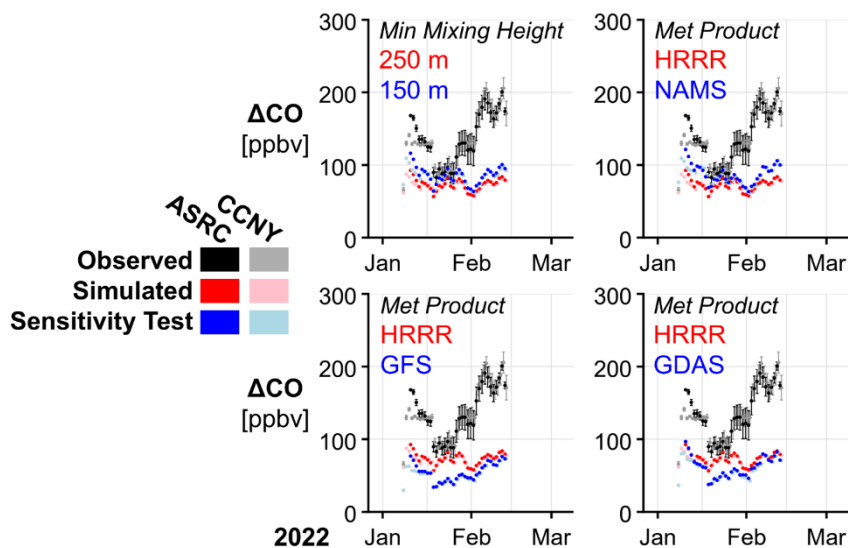 300
Min Mixing Height
250 m
150 m
200
ΔCO
[ppbv]
100
0
Jan
Feb
Mar
300
Met Product
HRRR
NAMS
200
100
0
Jan
Feb
Mar
ASRC
CCNY
Observed
Simulated
Sensitivity Test
300
Met Product
HRRR
GFS
200
ΔCO
[ppbv]
100
0
2022
Jan
Feb
Mar
300
Met Product
HRRR
GDAS
200
100
0
Jan
Feb
Mar